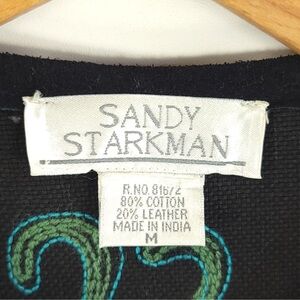 SANDY
STARKMAN
R.NO. 81672
80% COTTON
20% LEATHER
MADE IN INDIA
M